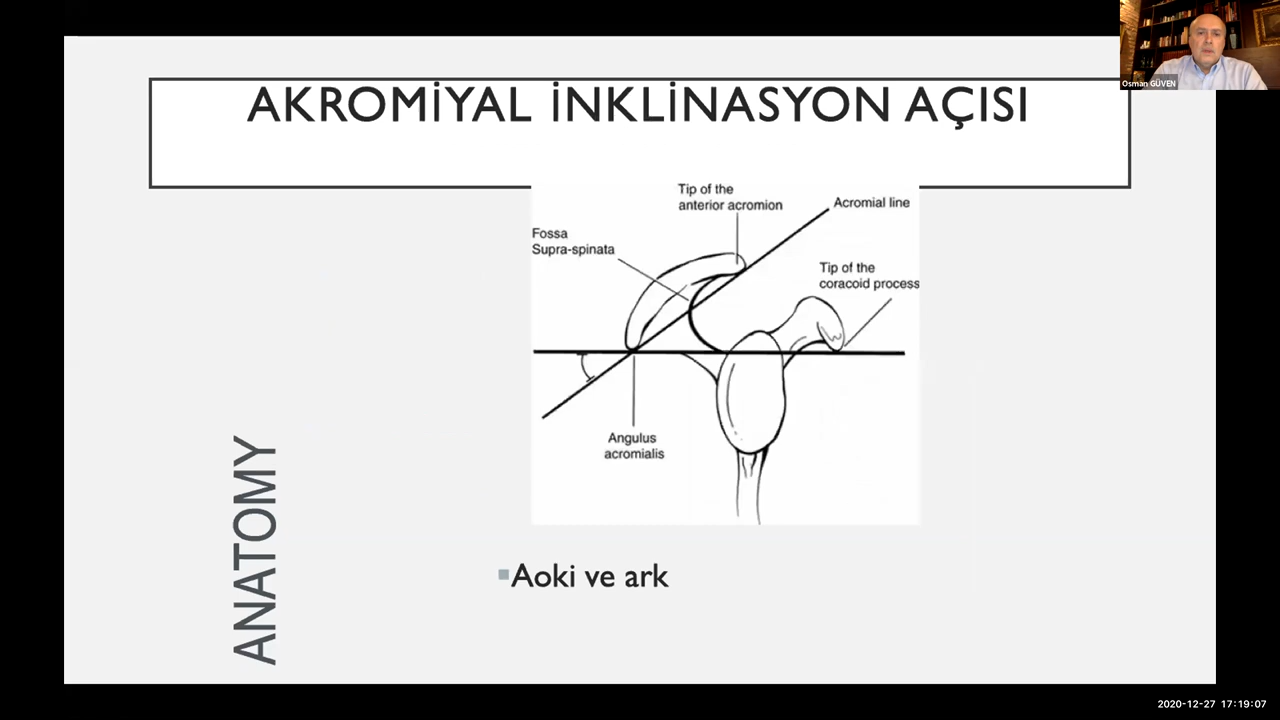 Osman GÜVEN
AKROMİYAL İNKLİNASYON AÇISI
Tip of the
anterior acromion
Acromial line
Fossa
Supra-spinata
Tip of the
coracoid process
Angulus
acromialis
ANATOMY
Aoki ve ark
2020-12-27 17:19:07